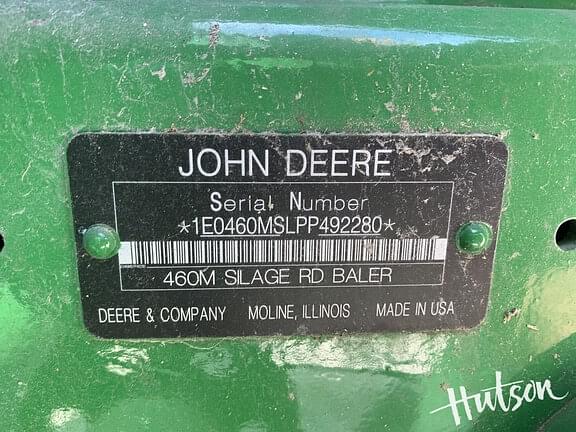 JOHN DEERE
Serial Number
*1E0460MSLPP492280*
460M SILAGE RD BALER
DEERE & COMPANY MOLINE, ILLINOIS MADE IN USA
Hutson